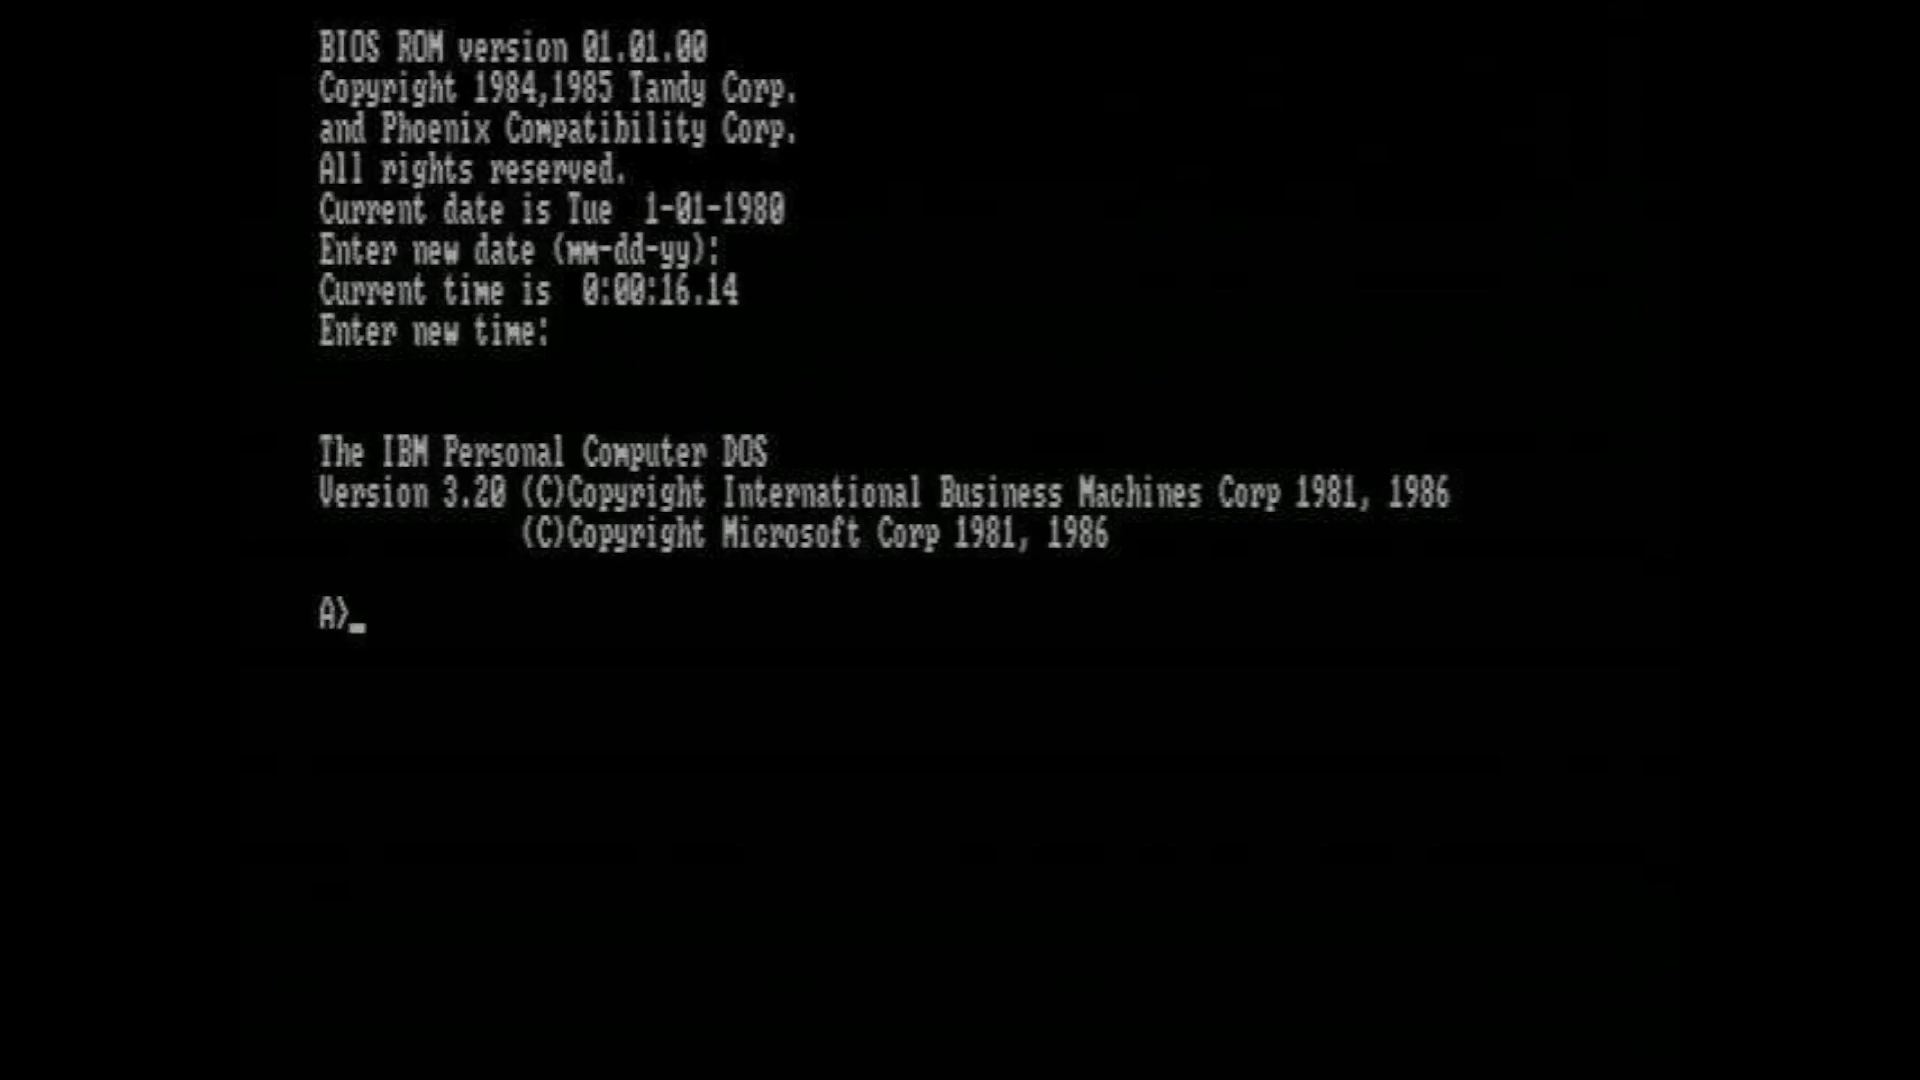 BIOS ROM version 01.01.00
Copyright 1984,1985 Tandy Corp.
and Phoenix Compatibility Corp.
All rights reserved.
Current date is Tue  1-01-1980
Enter new date (mm-dd-yy):
Current time is  0:00:16.14
Enter new time:
The IBM Personal Computer DOS
Version 3.20 (C)Copyright International Business Machines Corp 1981, 1986
(C)Copyright Microsoft Corp 1981, 1986
A>_